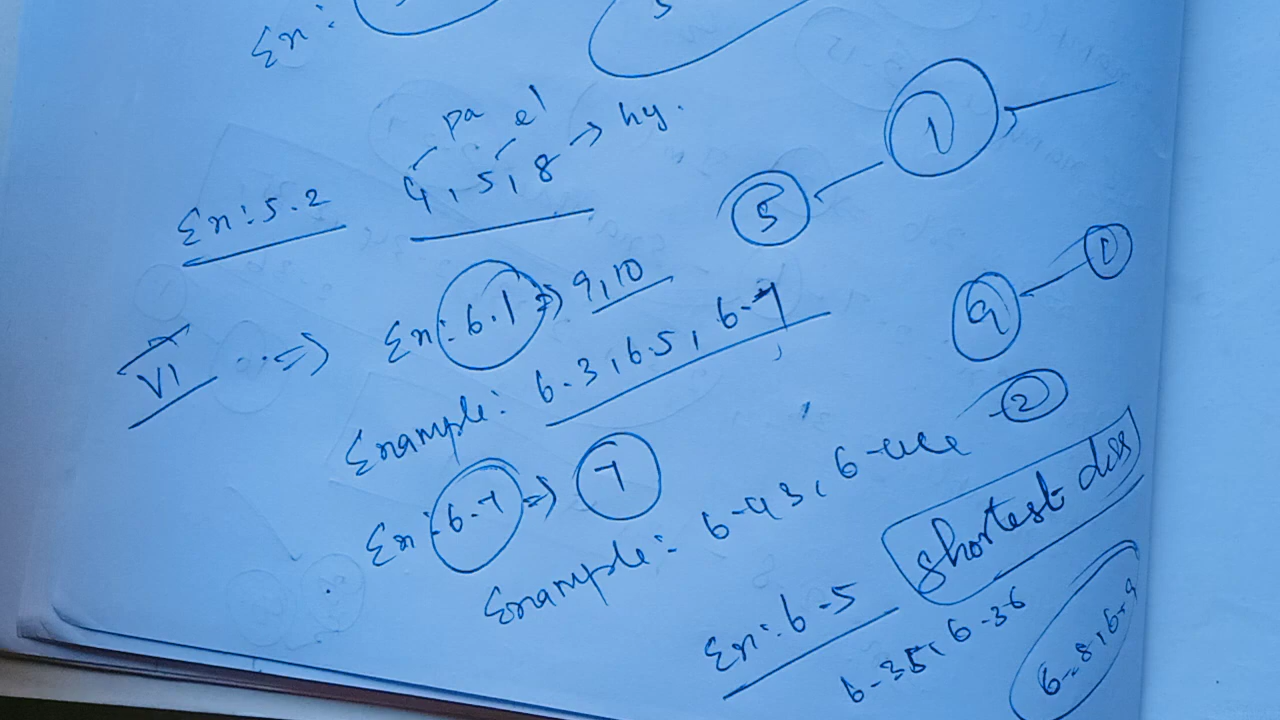 Ex:
pa el
Ex: 5.2 4, 5, 8 → hy.
1
5
VI ⇒ Ex: 6.1 ⇒ 9, 10
Example: 6.3, 6.5, 6.7
9
2
Ex: 6.7 ⇒ 7
Example: 6.43, 6.44
shortest dis
Ex: 6.5
6.35, 6.36
6.8, 6.9